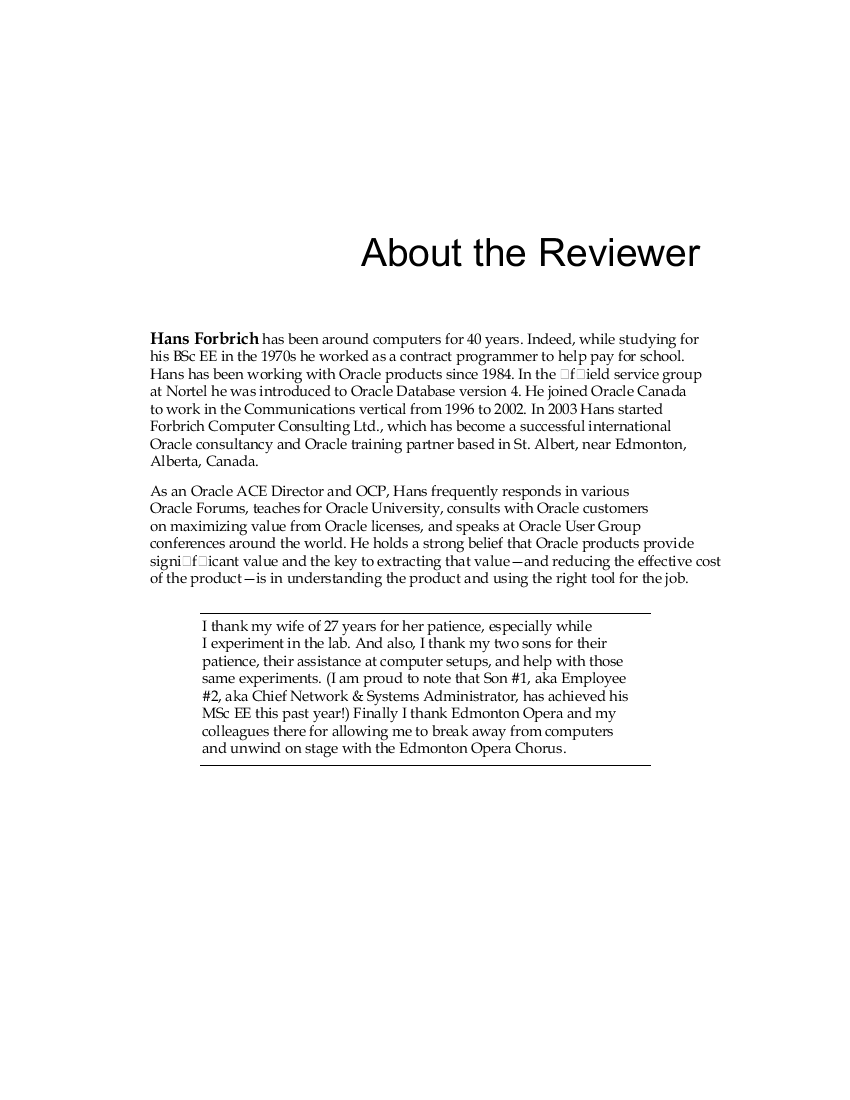 About the Reviewer
Hans Forbrich has been around computers for 40 years. Indeed, while studying for
his BSc EE in the 1970s he worked as a contract programmer to help pay for school.
Hans has been working with Oracle products since 1984. In the □f□ield service group
at Nortel he was introduced to Oracle Database version 4. He joined Oracle Canada
to work in the Communications vertical from 1996 to 2002. In 2003 Hans started
Forbrich Computer Consulting Ltd., which has become a successful international
Oracle consultancy and Oracle training partner based in St. Albert, near Edmonton,
Alberta, Canada.
As an Oracle ACE Director and OCP, Hans frequently responds in various
Oracle Forums, teaches for Oracle University, consults with Oracle customers
on maximizing value from Oracle licenses, and speaks at Oracle User Group
conferences around the world. He holds a strong belief that Oracle products provide
signi□f□icant value and the key to extracting that value—and reducing the effective cost
of the product—is in understanding the product and using the right tool for the job.
I thank my wife of 27 years for her patience, especially while
I experiment in the lab. And also, I thank my two sons for their
patience, their assistance at computer setups, and help with those
same experiments. (I am proud to note that Son #1, aka Employee
#2, aka Chief Network & Systems Administrator, has achieved his
MSc EE this past year!) Finally I thank Edmonton Opera and my
colleagues there for allowing me to break away from computers
and unwind on stage with the Edmonton Opera Chorus.